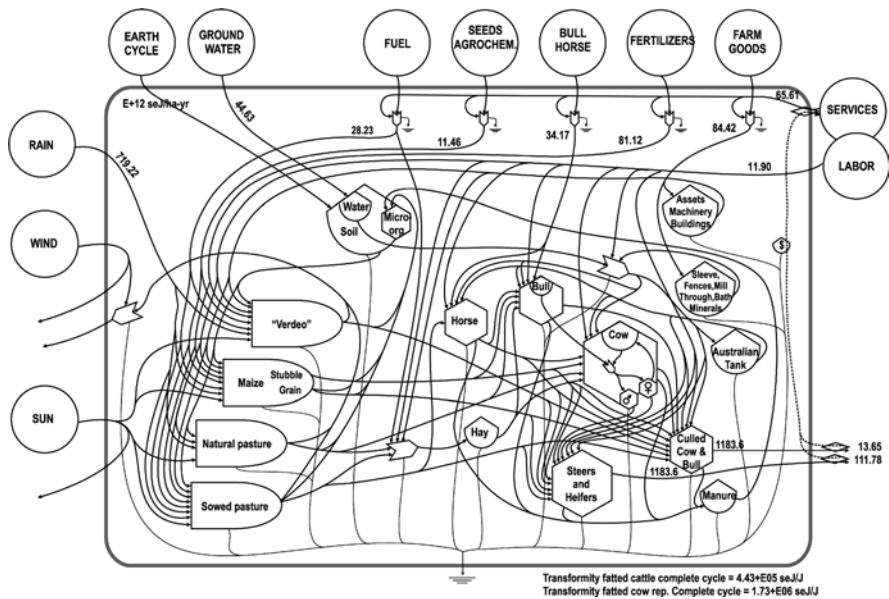 EARTH
CYCLE
GROUND
WATER
FUEL
SEEDS
AGROCHEM.
BULL
HORSE
FERTILIZERS
FARM
GOODS
E+12 seJ/ha-yr
44.63
65.61
SERVICES
28.23
11.46
34.17
81.12
84.42
RAIN
719.22
11.90
LABOR
Water
Soil
Micro-
org
Assets
Machinery
Buildings
WIND
$
Bull
Sleeve,
Fences,Mill
Through,Bath
Minerals
"Verdeo"
Horse
Cow
Australian
Tank
Maize
Stubble
Grain
♂
♀
SUN
Natural pasture
Hay
Culled
Cow &
Bull
1183.6
13.65
111.78
Steers
and
Heifers
1183.6
Sowed pasture
Manure
Transformity fatted cattle complete cycle = 4.43+E05 seJ/J
Transformity fatted cow rep. Complete cycle = 1.73+E06 seJ/J